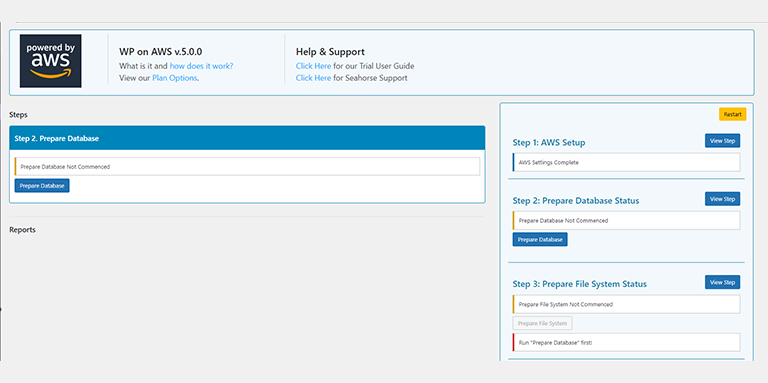 powered by
aws
WP on AWS v.5.0.0
What is it and how does it work?
View our Plan Options.
Help & Support
Click Here for our Trial User Guide
Click Here for Seahorse Support
Steps
Step 2. Prepare Database
Prepare Database Not Commenced
Prepare Database
Reports
Restart
Step 1: AWS Setup
View Step
AWS Settings Complete
Step 2: Prepare Database Status
View Step
Prepare Database Not Commenced
Prepare Database
Step 3: Prepare File System Status
View Step
Prepare File System Not Commenced
Prepare File System
Run "Prepare Database" first!